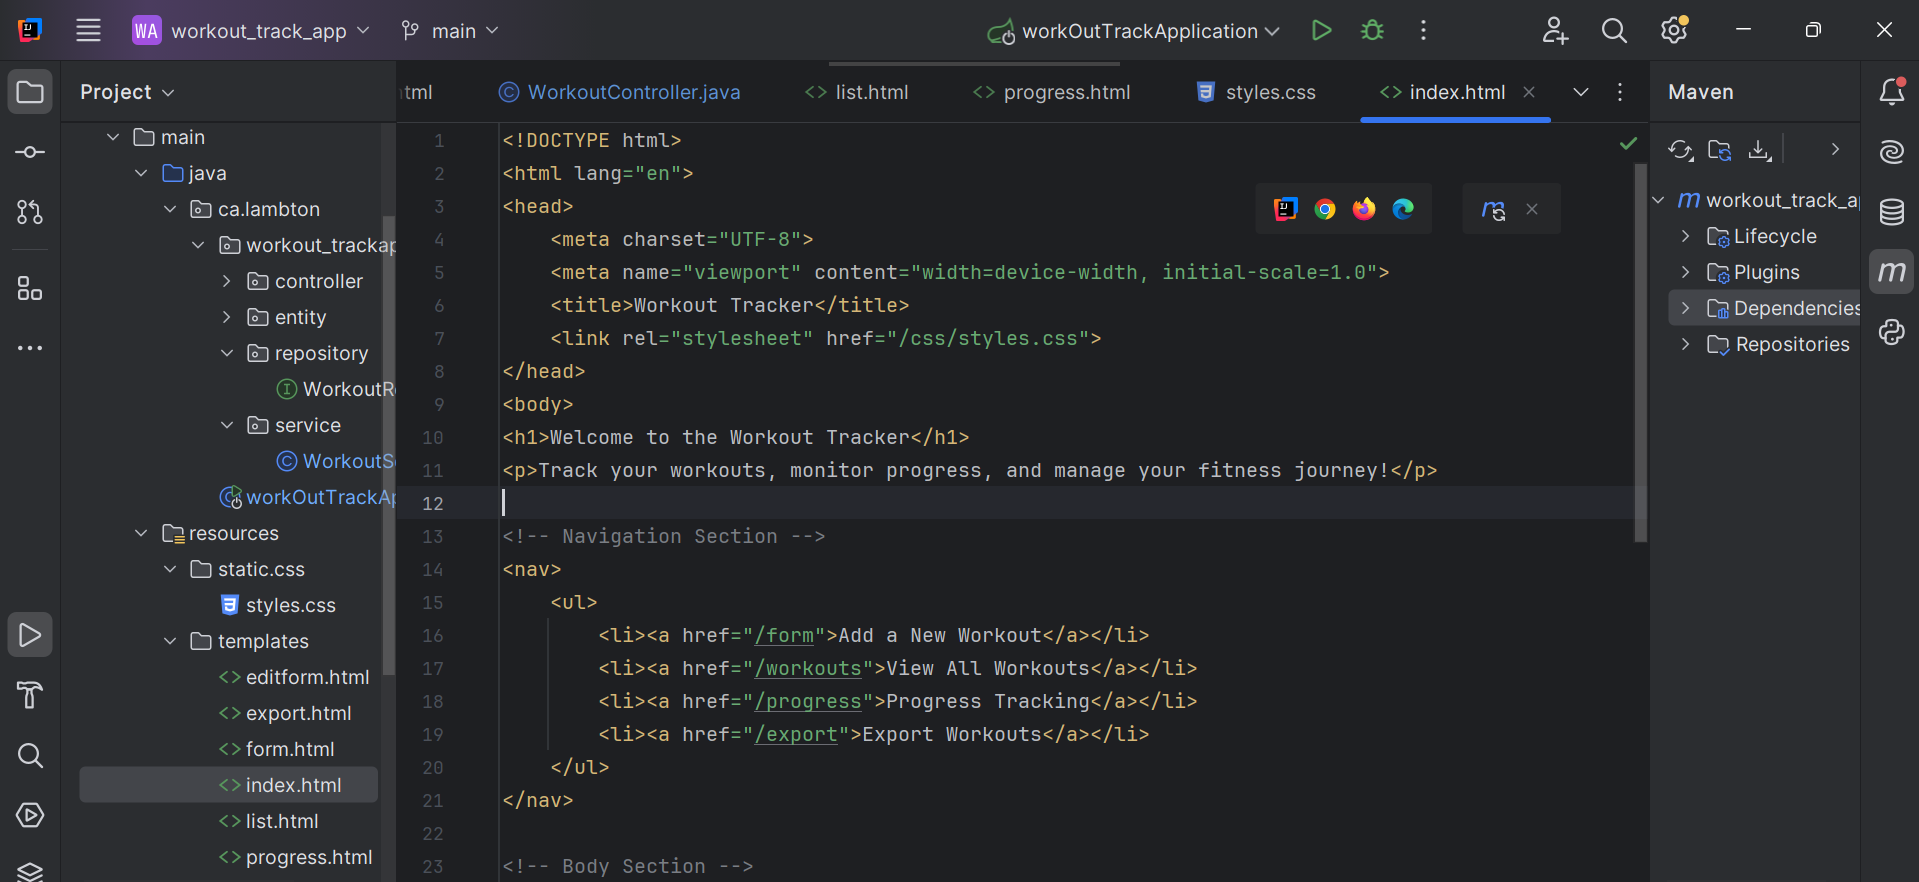 WA workout_track_app main workOutTrackApplication
Project
tml WorkoutController.java list.html progress.html styles.css index.html
Maven
main
java
ca.lambton
workout_trackap
controller
entity
repository
WorkoutRe
service
WorkoutSe
workOutTrackAp
resources
static.css
styles.css
templates
editform.html
export.html
form.html
index.html
list.html
progress.html
1 <!DOCTYPE html>
2 <html lang="en">
3 <head>
4 <meta charset="UTF-8">
5 <meta name="viewport" content="width=device-width, initial-scale=1.0">
6 <title>Workout Tracker</title>
7 <link rel="stylesheet" href="/css/styles.css">
8 </head>
9 <body>
10 <h1>Welcome to the Workout Tracker</h1>
11 <p>Track your workouts, monitor progress, and manage your fitness journey!</p>
12
13 <!-- Navigation Section -->
14 <nav>
15 <ul>
16 <li><a href="/form">Add a New Workout</a></li>
17 <li><a href="/workouts">View All Workouts</a></li>
18 <li><a href="/progress">Progress Tracking</a></li>
19 <li><a href="/export">Export Workouts</a></li>
20 </ul>
21 </nav>
22
23 <!-- Body Section -->
workout_track_ap
Lifecycle
Plugins
Dependencies
Repositories